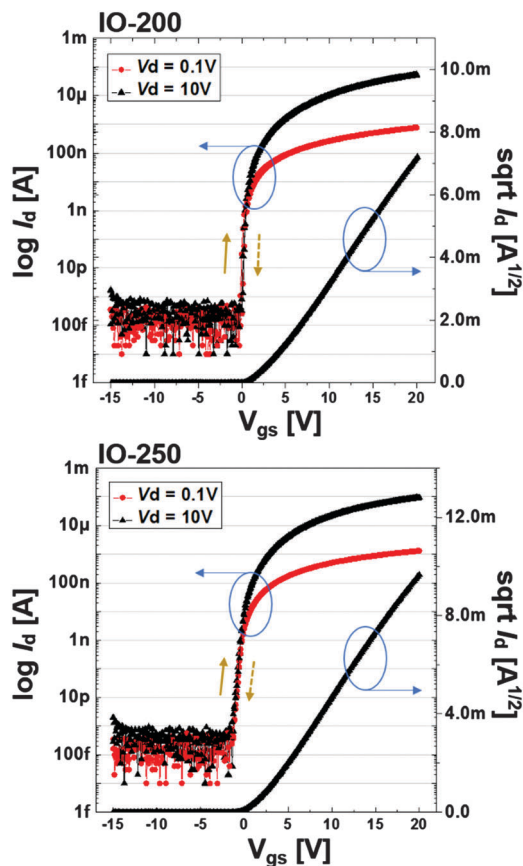 IO-200
Vd = 0.1V
Vd = 10V
1m
10µ
100n
1n
10p
100f
1f
log Id [A]
10.0m
8.0m
6.0m
4.0m
2.0m
0.0
sqrt Id [A1/2]
-15 -10 -5 0 5 10 15 20
Vgs [V]
IO-250
Vd = 0.1V
Vd = 10V
1m
10µ
100n
1n
10p
100f
1f
log Id [A]
12.0m
8.0m
4.0m
0.0
sqrt Id [A1/2]
-15 -10 -5 0 5 10 15 20
Vgs [V]